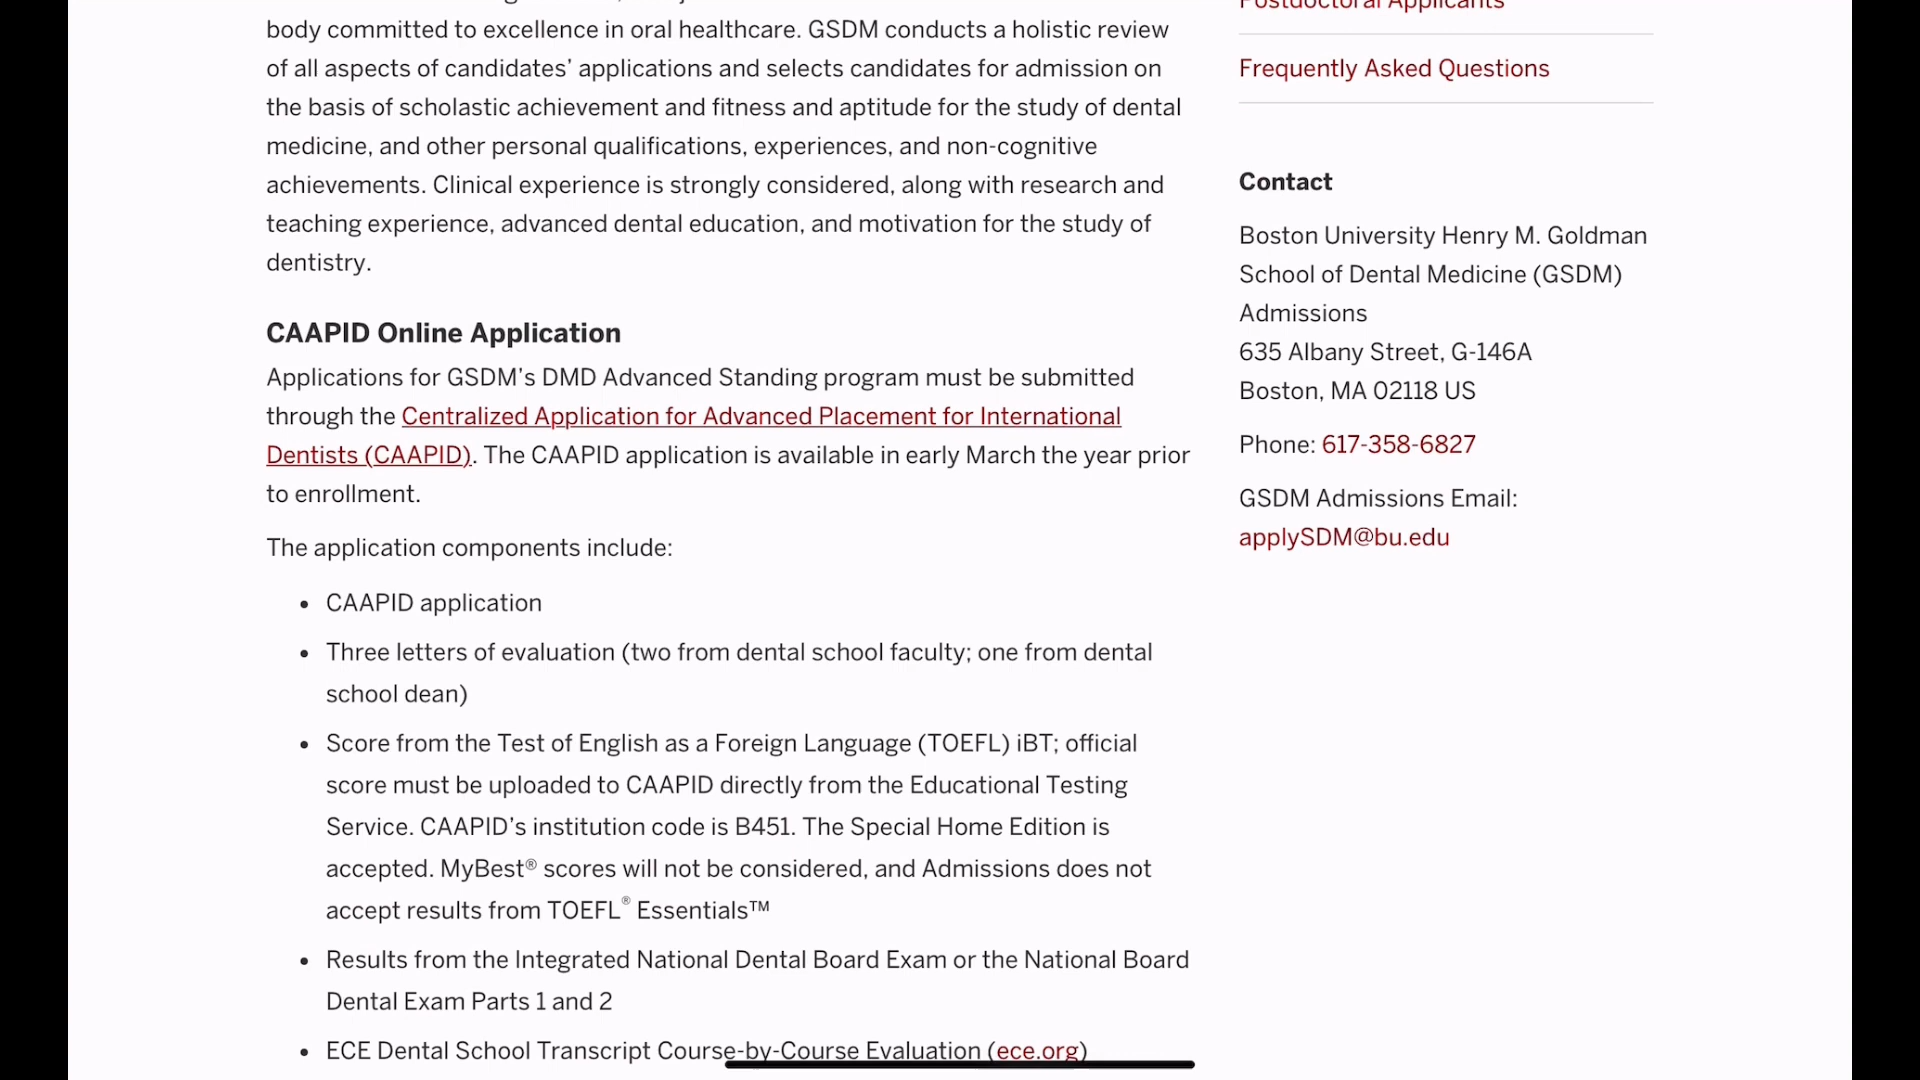 body committed to excellence in oral healthcare. GSDM conducts a holistic review
of all aspects of candidates’ applications and selects candidates for admission on
the basis of scholastic achievement and fitness and aptitude for the study of dental
medicine, and other personal qualifications, experiences, and non-cognitive
achievements. Clinical experience is strongly considered, along with research and
teaching experience, advanced dental education, and motivation for the study of
dentistry.
CAAPID Online Application
Applications for GSDM’s DMD Advanced Standing program must be submitted
through the Centralized Application for Advanced Placement for International
Dentists (CAAPID). The CAAPID application is available in early March the year prior
to enrollment.
The application components include:
• CAAPID application
• Three letters of evaluation (two from dental school faculty; one from dental
school dean)
• Score from the Test of English as a Foreign Language (TOEFL) iBT; official
score must be uploaded to CAAPID directly from the Educational Testing
Service. CAAPID’s institution code is B451. The Special Home Edition is
accepted. MyBest® scores will not be considered, and Admissions does not
accept results from TOEFL® Essentials™
• Results from the Integrated National Dental Board Exam or the National Board
Dental Exam Parts 1 and 2
• ECE Dental School Transcript Course-by-Course Evaluation (ece.org)
Postdoctoral Applicants
Frequently Asked Questions
Contact
Boston University Henry M. Goldman
School of Dental Medicine (GSDM)
Admissions
635 Albany Street, G-146A
Boston, MA 02118 US
Phone: 617-358-6827
GSDM Admissions Email:
applySDM@bu.edu